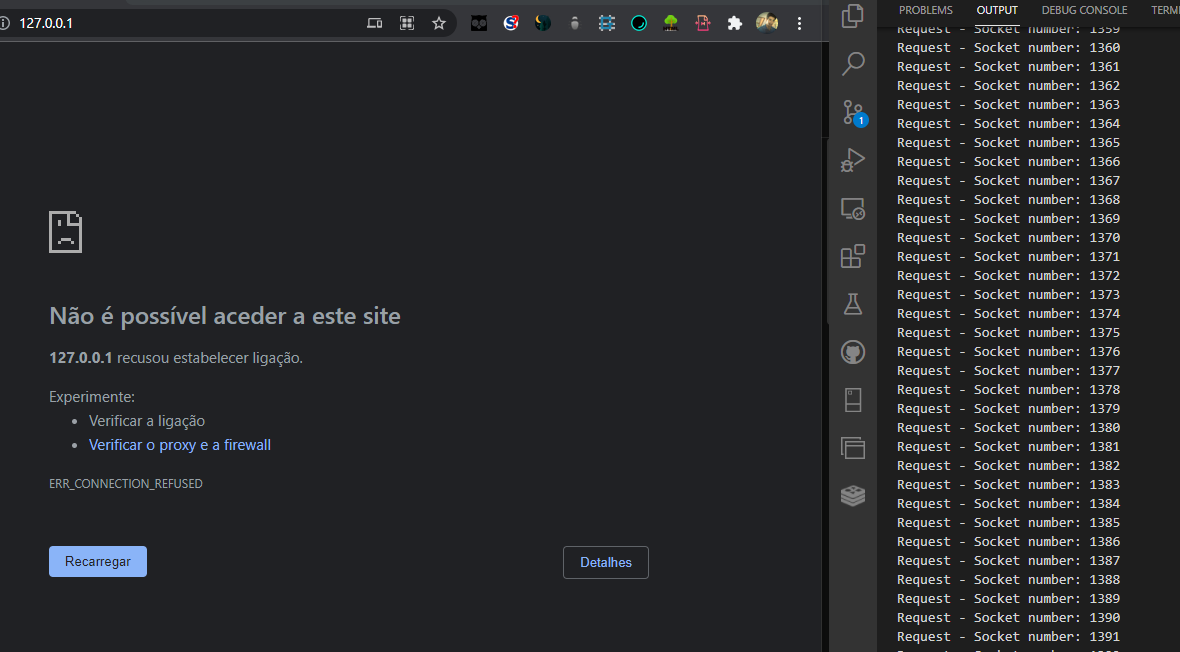 127.0.0.1
Não é possível aceder a este site
127.0.0.1 recusou estabelecer ligação.
Experimente:
• Verificar a ligação
• Verificar o proxy e a firewall
ERR_CONNECTION_REFUSED
Recarregar
Detalhes
1
PROBLEMS OUTPUT DEBUG CONSOLE TERM
Request - Socket number: 1359
Request - Socket number: 1360
Request - Socket number: 1361
Request - Socket number: 1362
Request - Socket number: 1363
Request - Socket number: 1364
Request - Socket number: 1365
Request - Socket number: 1366
Request - Socket number: 1367
Request - Socket number: 1368
Request - Socket number: 1369
Request - Socket number: 1370
Request - Socket number: 1371
Request - Socket number: 1372
Request - Socket number: 1373
Request - Socket number: 1374
Request - Socket number: 1375
Request - Socket number: 1376
Request - Socket number: 1377
Request - Socket number: 1378
Request - Socket number: 1379
Request - Socket number: 1380
Request - Socket number: 1381
Request - Socket number: 1382
Request - Socket number: 1383
Request - Socket number: 1384
Request - Socket number: 1385
Request - Socket number: 1386
Request - Socket number: 1387
Request - Socket number: 1388
Request - Socket number: 1389
Request - Socket number: 1390
Request - Socket number: 1391